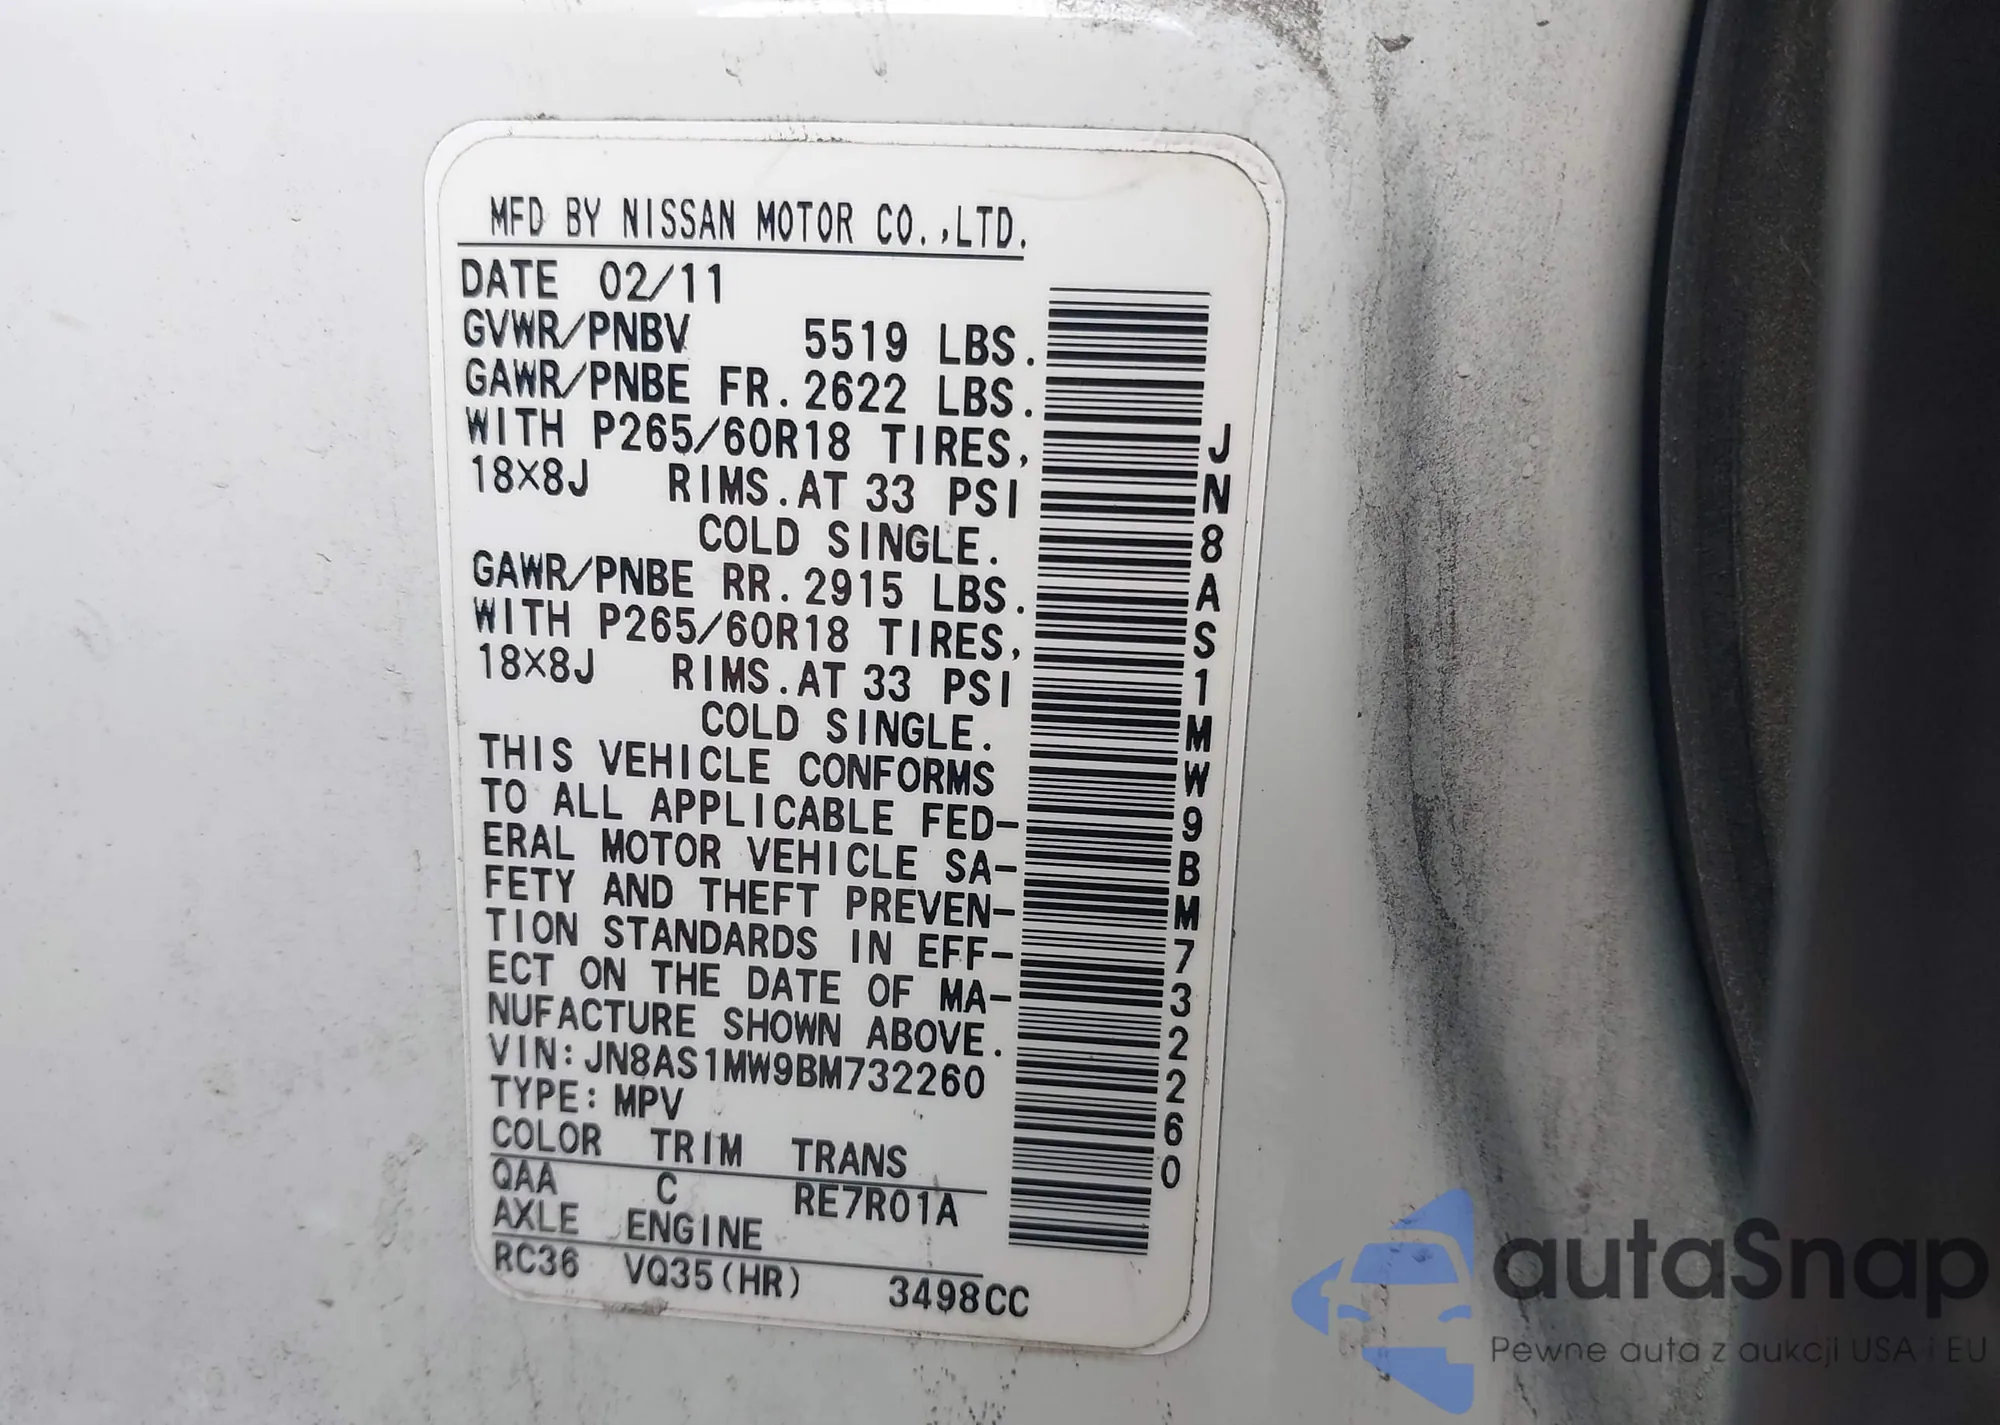 MFD BY NISSAN MOTOR CO.,LTD.
DATE 02/11
GVWR/PNBV 5519 LBS.
GAWR/PNBE FR.2622 LBS.
WITH P265/60R18 TIRES,
18X8J RIMS.AT 33 PSI
COLD SINGLE.
GAWR/PNBE RR.2915 LBS.
WITH P265/60R18 TIRES,
18X8J RIMS.AT 33 PSI
COLD SINGLE.
THIS VEHICLE CONFORMS
TO ALL APPLICABLE FED-
ERAL MOTOR VEHICLE SA-
FETY AND THEFT PREVEN-
TION STANDARDS IN EFF-
ECT ON THE DATE OF MA-
NUFACTURE SHOWN ABOVE.
VIN:JN8AS1MW9BM732260
TYPE:MPV
COLOR TRIM TRANS
QAA C RE7R01A
AXLE ENGINE
RC36 VQ35(HR) 3498CC
JN8AS1MW9BM732260
autaSnap
Pewne auta z aukcji USA i EU